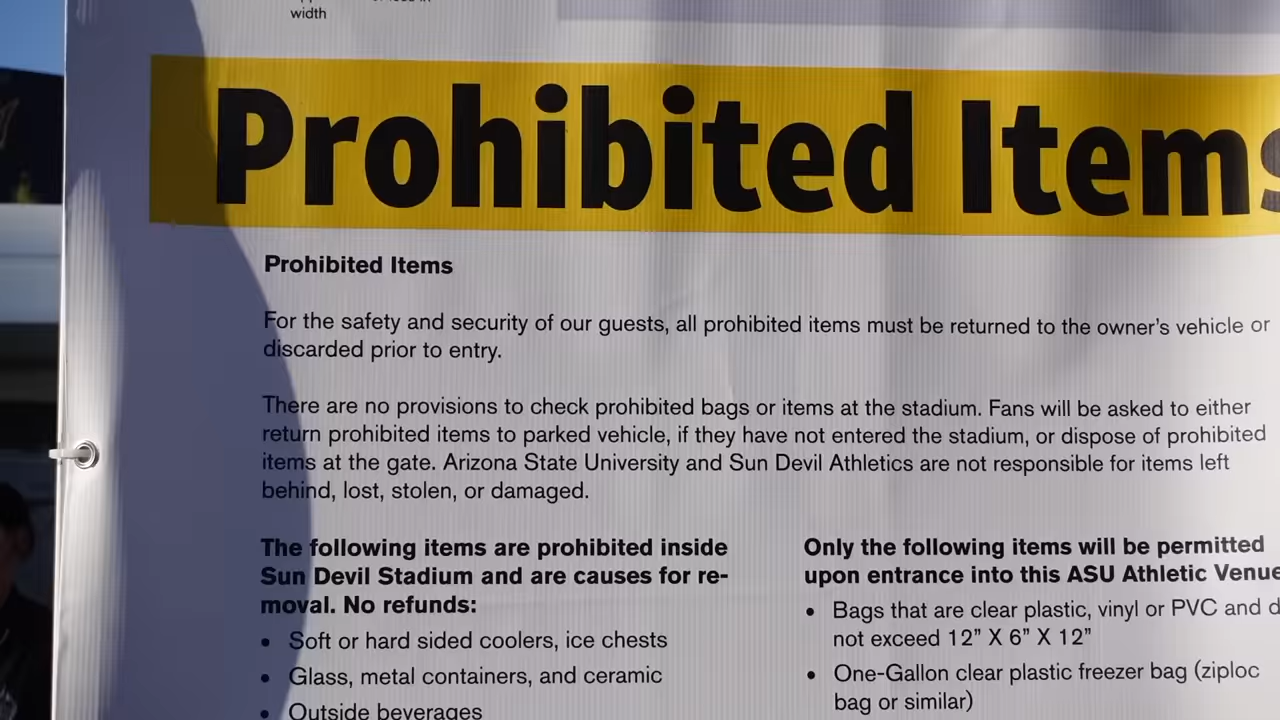 width
Prohibited Items
Prohibited Items
For the safety and security of our guests, all prohibited items must be returned to the owner's vehicle or
discarded prior to entry.
There are no provisions to check prohibited bags or items at the stadium. Fans will be asked to either
return prohibited items to parked vehicle, if they have not entered the stadium, or dispose of prohibited
items at the gate. Arizona State University and Sun Devil Athletics are not responsible for items left
behind, lost, stolen, or damaged.
The following items are prohibited inside
Sun Devil Stadium and are causes for re-
moval. No refunds:
• Soft or hard sided coolers, ice chests
• Glass, metal containers, and ceramic
• Outside beverages
Only the following items will be permitted
upon entrance into this ASU Athletic Venue
• Bags that are clear plastic, vinyl or PVC and d
not exceed 12" X 6" X 12"
• One-Gallon clear plastic freezer bag (ziploc
bag or similar)